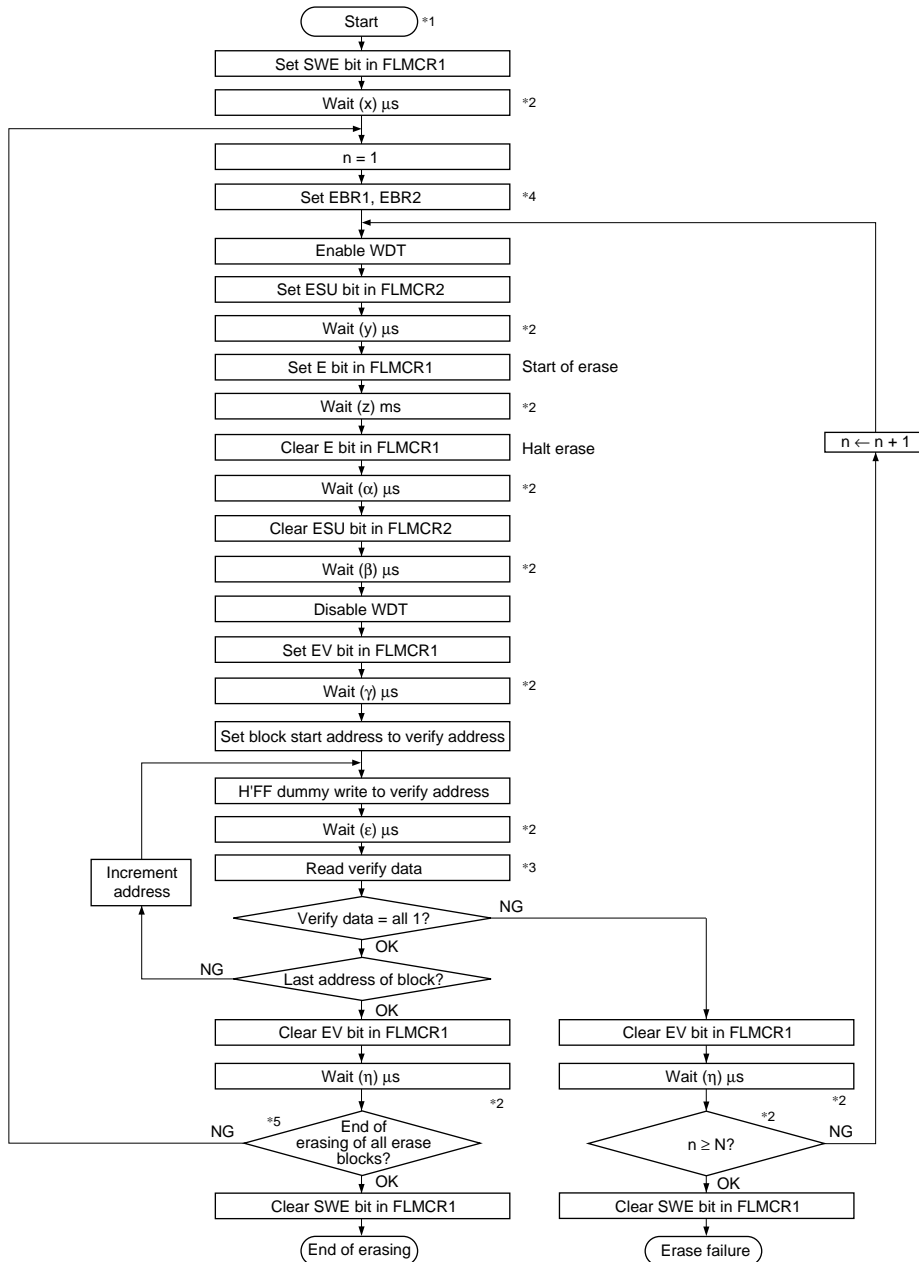 Start *1
Set SWE bit in FLMCR1
Wait (x) μs *2
n = 1
Set EBR1, EBR2 *4
Enable WDT
Set ESU bit in FLMCR2
Wait (y) μs *2
Set E bit in FLMCR1 Start of erase
Wait (z) ms *2
n ← n + 1
Clear E bit in FLMCR1 Halt erase
Wait (α) μs *2
Clear ESU bit in FLMCR2
Wait (β) μs *2
Disable WDT
Set EV bit in FLMCR1
Wait (γ) μs *2
Set block start address to verify address
H'FF dummy write to verify address
Wait (ε) μs *2
Increment
address
Read verify data *3
Verify data = all 1? NG
OK
NG Last address of block?
OK
Clear EV bit in FLMCR1 Clear EV bit in FLMCR1
Wait (η) μs Wait (η) μs
*2 *2
NG *5 End of
erasing of all erase
blocks?
*2 n ≥ N? NG
OK OK
Clear SWE bit in FLMCR1 Clear SWE bit in FLMCR1
End of erasing Erase failure